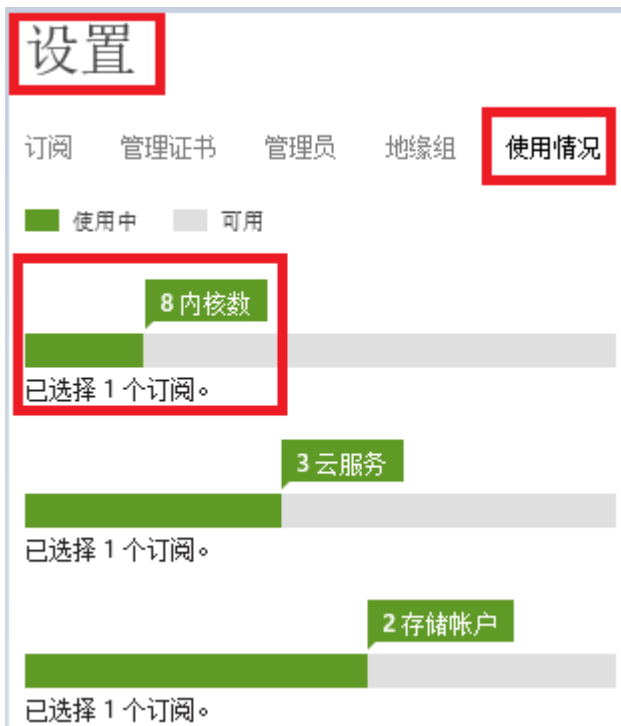 设置
订阅 管理证书 管理员 地缘组 使用情况
使用中 可用
8 内核数
已选择 1 个订阅。
3 云服务
已选择 1 个订阅。
2 存储帐户
已选择 1 个订阅。